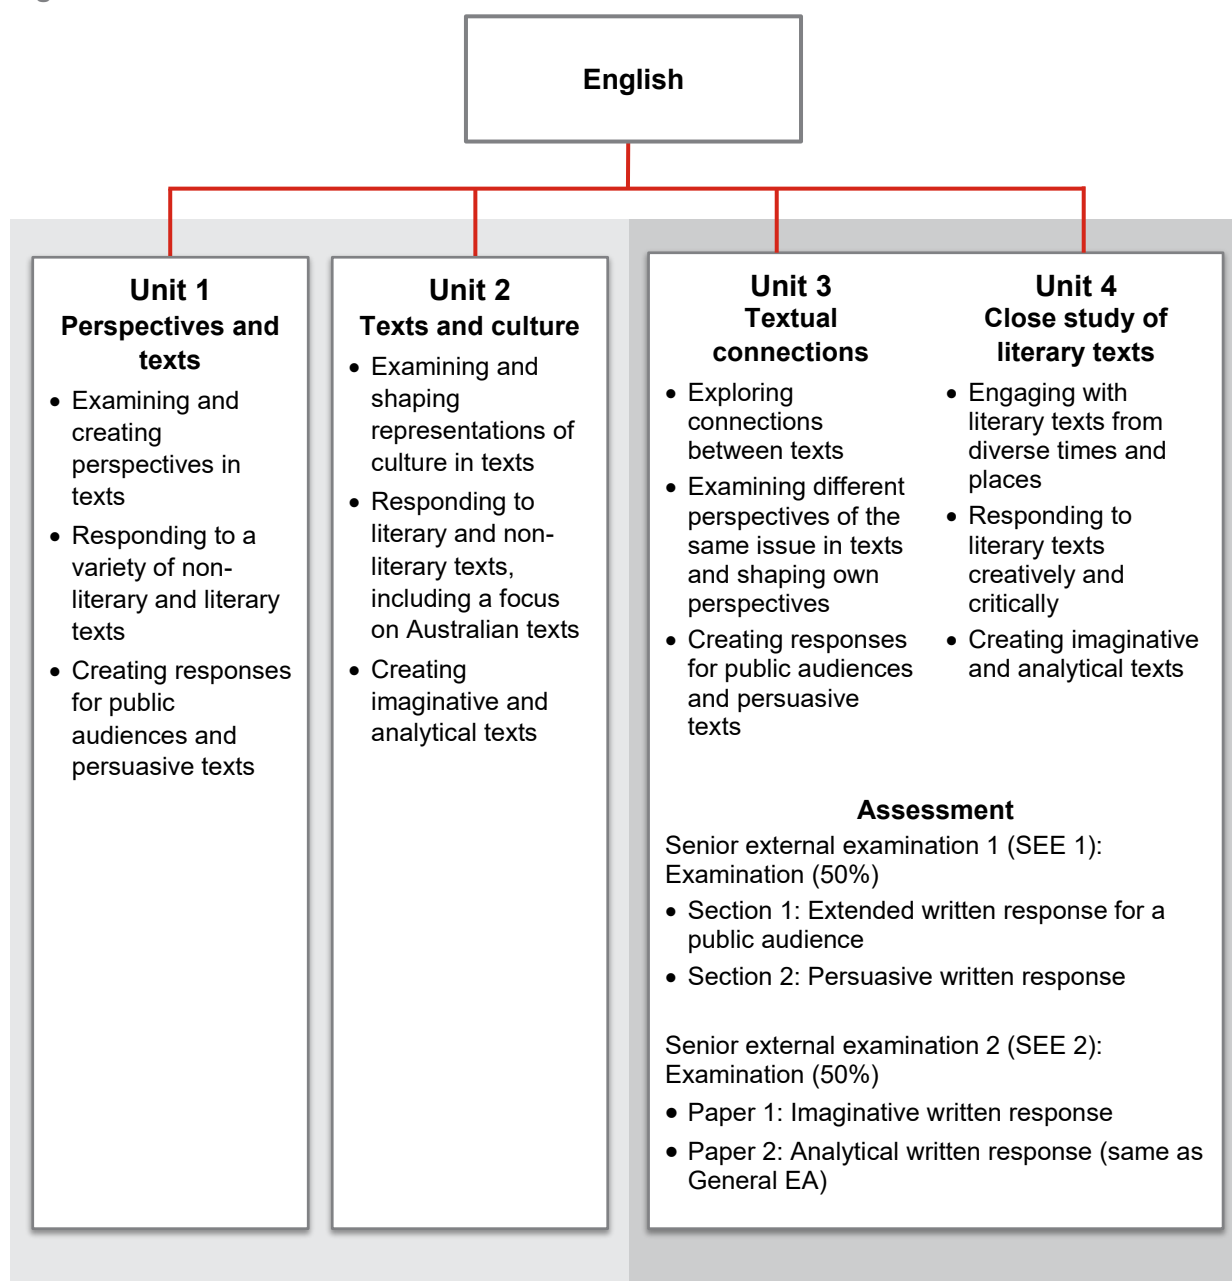 English
Unit 1
Perspectives and
texts
• Examining and
creating
perspectives in
texts
• Responding to a
variety of non-
literary and literary
texts
• Creating responses
for public
audiences and
persuasive texts
Unit 2
Texts and culture
• Examining and
shaping
representations of
culture in texts
• Responding to
literary and non-
literary texts,
including a focus
on Australian texts
• Creating
imaginative and
analytical texts
Unit 3
Textual
connections
• Exploring
connections
between texts
• Examining different
perspectives of the
same issue in texts
and shaping own
perspectives
• Creating responses
for public audiences
and persuasive
texts
Unit 4
Close study of
literary texts
• Engaging with
literary texts from
diverse times and
places
• Responding to
literary texts
creatively and
critically
• Creating imaginative
and analytical texts
Assessment
Senior external examination 1 (SEE 1):
Examination (50%)
• Section 1: Extended written response for a
public audience
• Section 2: Persuasive written response
Senior external examination 2 (SEE 2):
Examination (50%)
• Paper 1: Imaginative written response
• Paper 2: Analytical written response (same as
General EA)